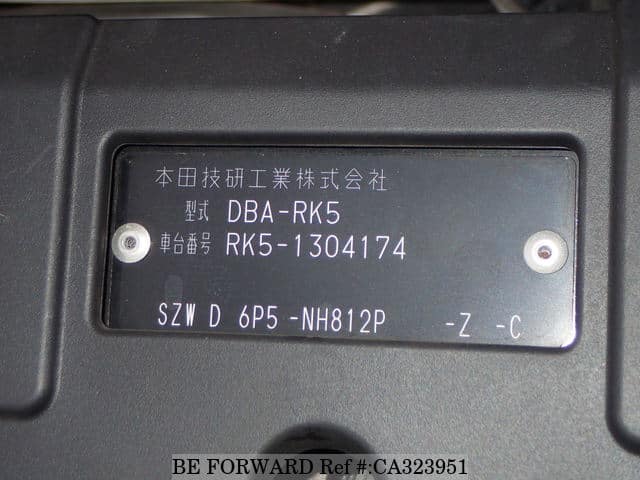 本田技研工業株式会社
型式 DBA-RK5
車台番号 RK5-1304174
SZW D 6P5 -NH812P -Z -C
BE FORWARD Ref #:CA323951